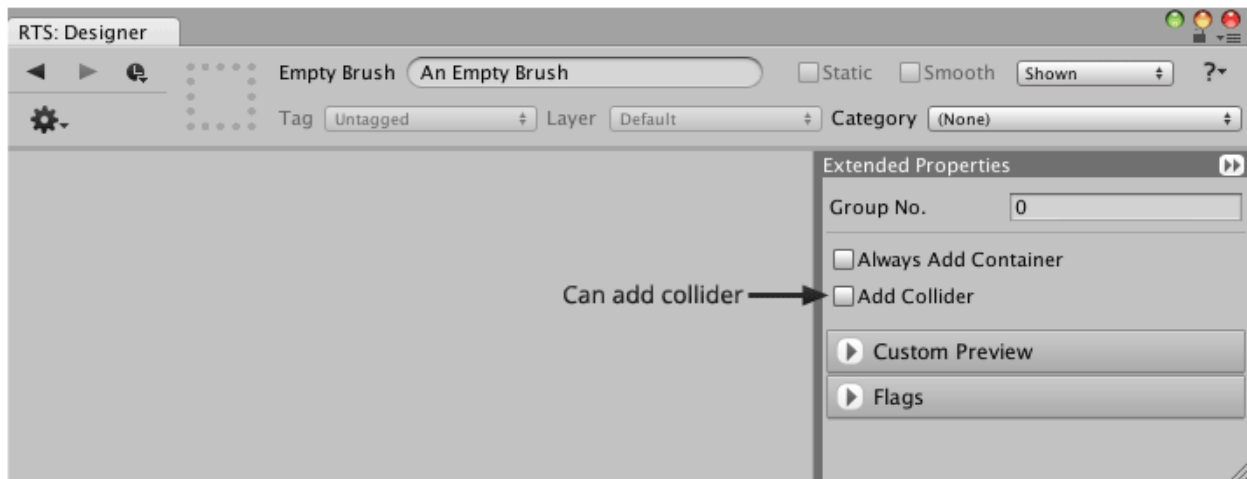 RTS: Designer
Empty Brush An Empty Brush Static Smooth Shown ?
Tag Untagged Layer Default Category (None)
Extended Properties
Group No. 0
Always Add Container
Can add collider Add Collider
Custom Preview
Flags